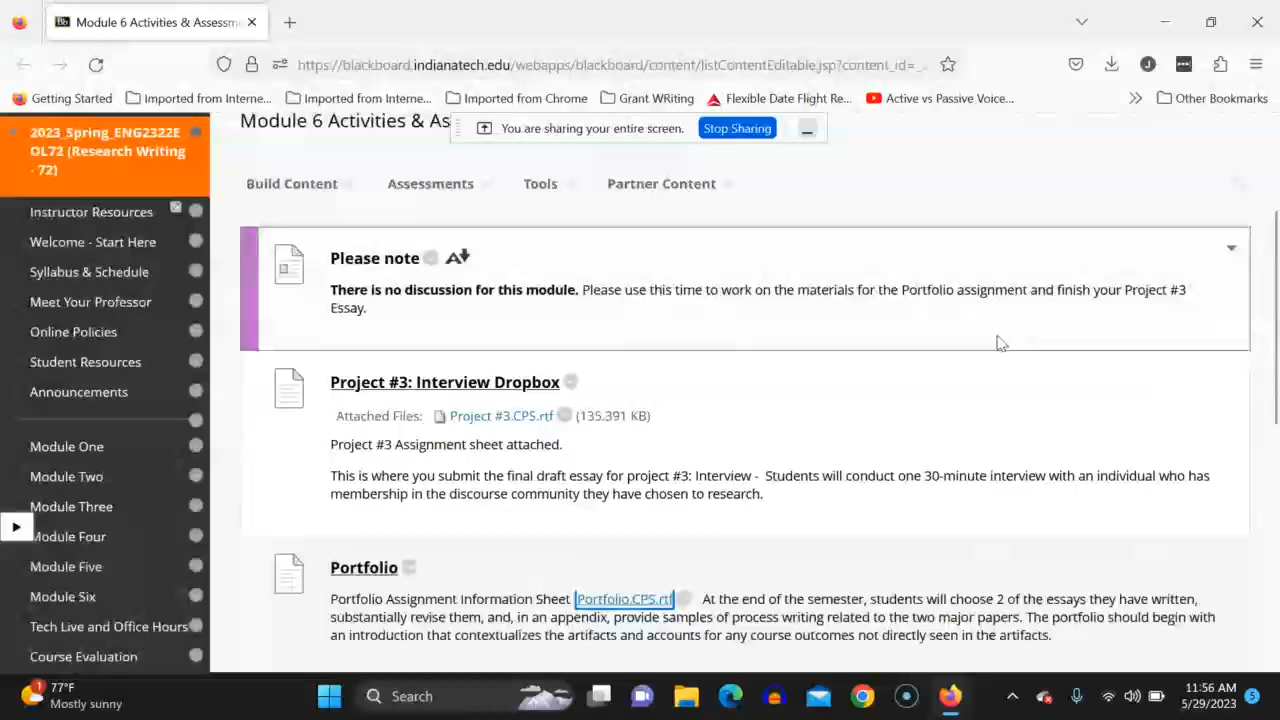 Module 6 Activities & Assessm
https://blackboard.indianatech.edu/webapps/blackboard/content/listContentEditable.jsp?content_id=_...
Getting Started
Imported from Interne...
Imported from Interne...
Imported from Chrome
Grant WRiting
Flexible Date Flight Re...
Active vs Passive Voice...
Other Bookmarks
2023_Spring_ENG2322E
OL72 (Research Writing
- 72)
Instructor Resources
Welcome - Start Here
Syllabus & Schedule
Meet Your Professor
Online Policies
Student Resources
Announcements
Module One
Module Two
Module Three
Module Four
Module Five
Module Six
Tech Live and Office Hours
Course Evaluation
Module 6 Activities & As
You are sharing your entire screen.
Stop Sharing
Build Content
Assessments
Tools
Partner Content
Please note
There is no discussion for this module. Please use this time to work on the materials for the Portfolio assignment and finish your Project #3
Essay.
Project #3: Interview Dropbox
Attached Files: Project #3.CPS.rtf (135.391 KB)
Project #3 Assignment sheet attached.
This is where you submit the final draft essay for project #3: Interview - Students will conduct one 30-minute interview with an individual who has
membership in the discourse community they have chosen to research.
Portfolio
Portfolio Assignment Information Sheet Portfolio.CPS.rtf At the end of the semester, students will choose 2 of the essays they have written,
substantially revise them, and, in an appendix, provide samples of process writing related to the two major papers. The portfolio should begin with
an introduction that contextualizes the artifacts and accounts for any course outcomes not directly seen in the artifacts.
1
77°F
Mostly sunny
Search
11:56 AM
5/29/2023
5